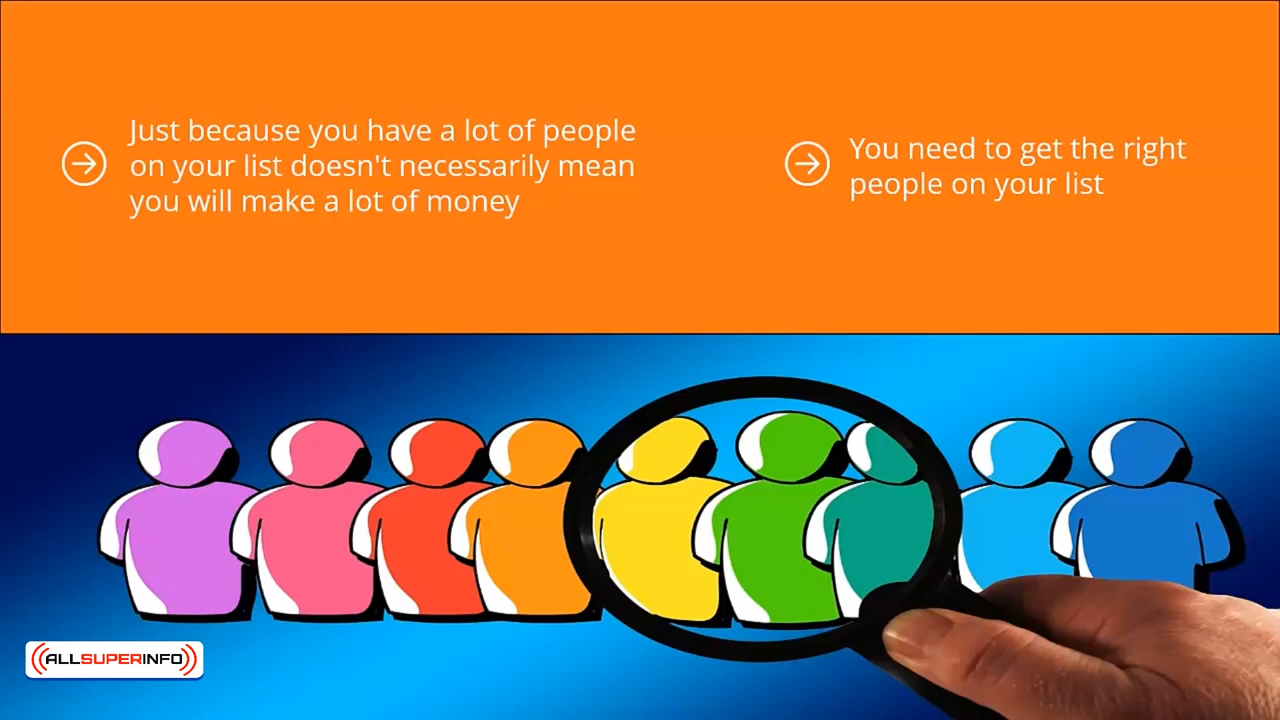 Just because you have a lot of people
on your list doesn't necessarily mean
you will make a lot of money
You need to get the right
people on your list
ALLSUPERINFO